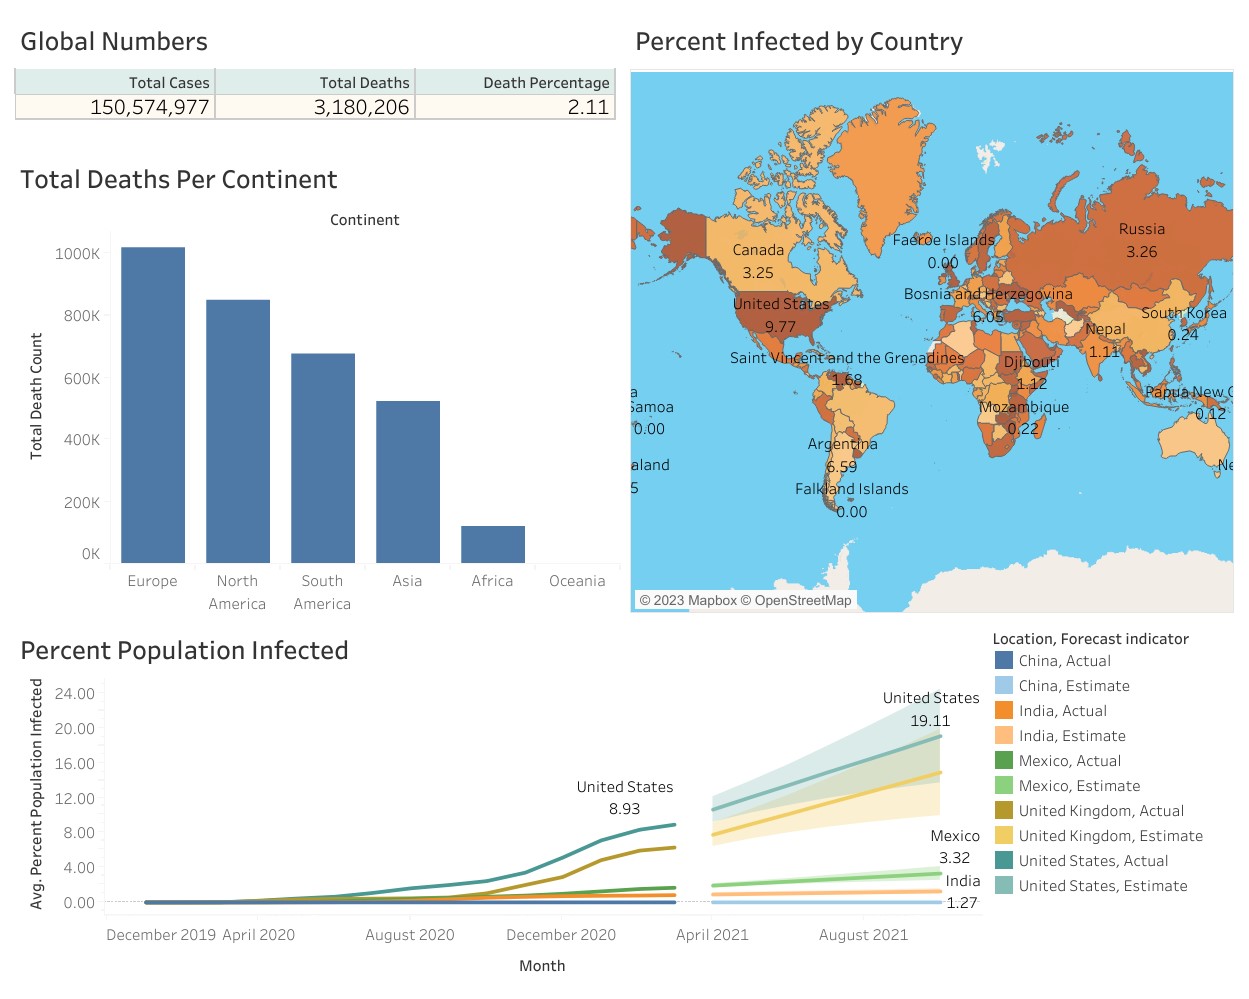 Global Numbers
Total Cases Total Deaths Death Percentage
150,574,977 3,180,206 2.11
Total Deaths Per Continent
Continent
Total Death Count
1000K
800K
600K
400K
200K
0K
Europe North America South America Asia Africa Oceania
Percent Infected by Country
Canada
3.25
United States
9.77
Faeroe Islands
0.00
Russia
3.26
Bosnia and Herzegovina
6.05
South Korea
0.24
Nepal
1.11
Saint Vincent and the Grenadines
1.68
Djibouti
1.12
a
Samoa
0.00
Papua New G
0.12
Mozambique
0.22
Argentina
6.59
aland
5
Ne
Falkland Islands
0.00
© 2023 Mapbox © OpenStreetMap
Percent Population Infected
Avg. Percent Population Infected
24.00
20.00
16.00
12.00
8.00
4.00
0.00
United States
8.93
United States
19.11
Mexico
3.32
India
1.27
December 2019 April 2020 August 2020 December 2020 April 2021 August 2021
Month
Location, Forecast indicator
China, Actual
China, Estimate
India, Actual
India, Estimate
Mexico, Actual
Mexico, Estimate
United Kingdom, Actual
United Kingdom, Estimate
United States, Actual
United States, Estimate